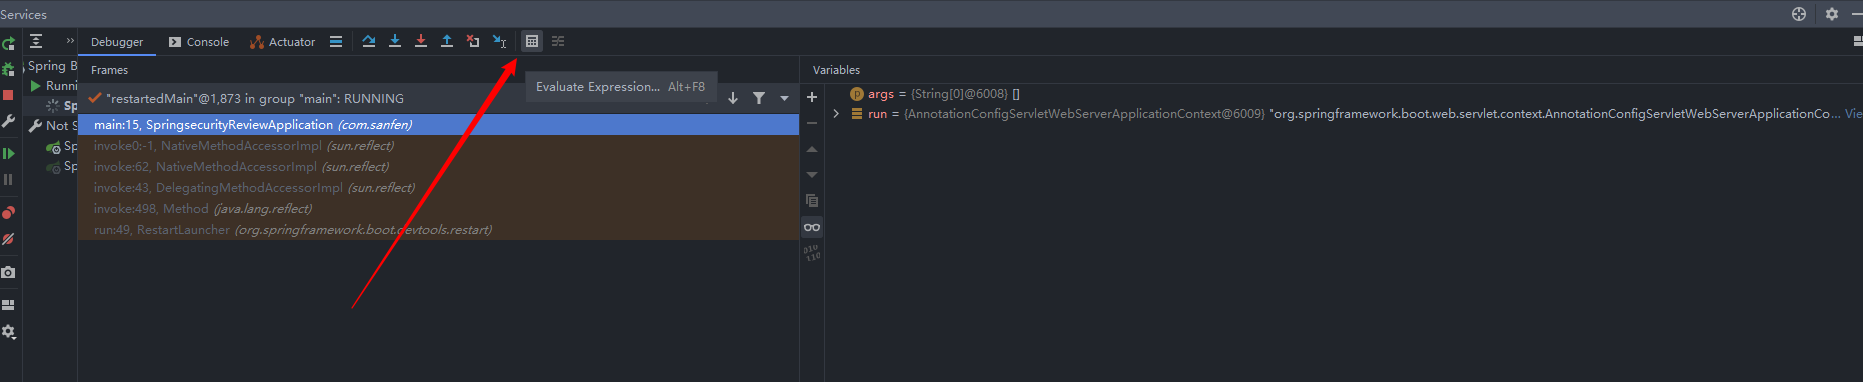 Services
Debugger
Console
Actuator
Spring B
Frames
Variables
Runni
Evaluate Expression... Alt+F8
"restartedMain"@1,873 in group "main": RUNNING
args = {String[0]@6008} []
Sp
run = {AnnotationConfigServletWebServerApplicationContext@6009} "org.springframework.boot.web.servlet.context.AnnotationConfigServletWebServerApplicationCo... View
Not S
main:15, SpringsecurityReviewApplication (com.sanfen)
Sp
invoke0:-1, NativeMethodAccessorImpl (sun.reflect)
Sp
invoke:62, NativeMethodAccessorImpl (sun.reflect)
invoke:43, DelegatingMethodAccessorImpl (sun.reflect)
invoke:498, Method (java.lang.reflect)
run:49, RestartLauncher (org.springframework.boot.devtools.restart)